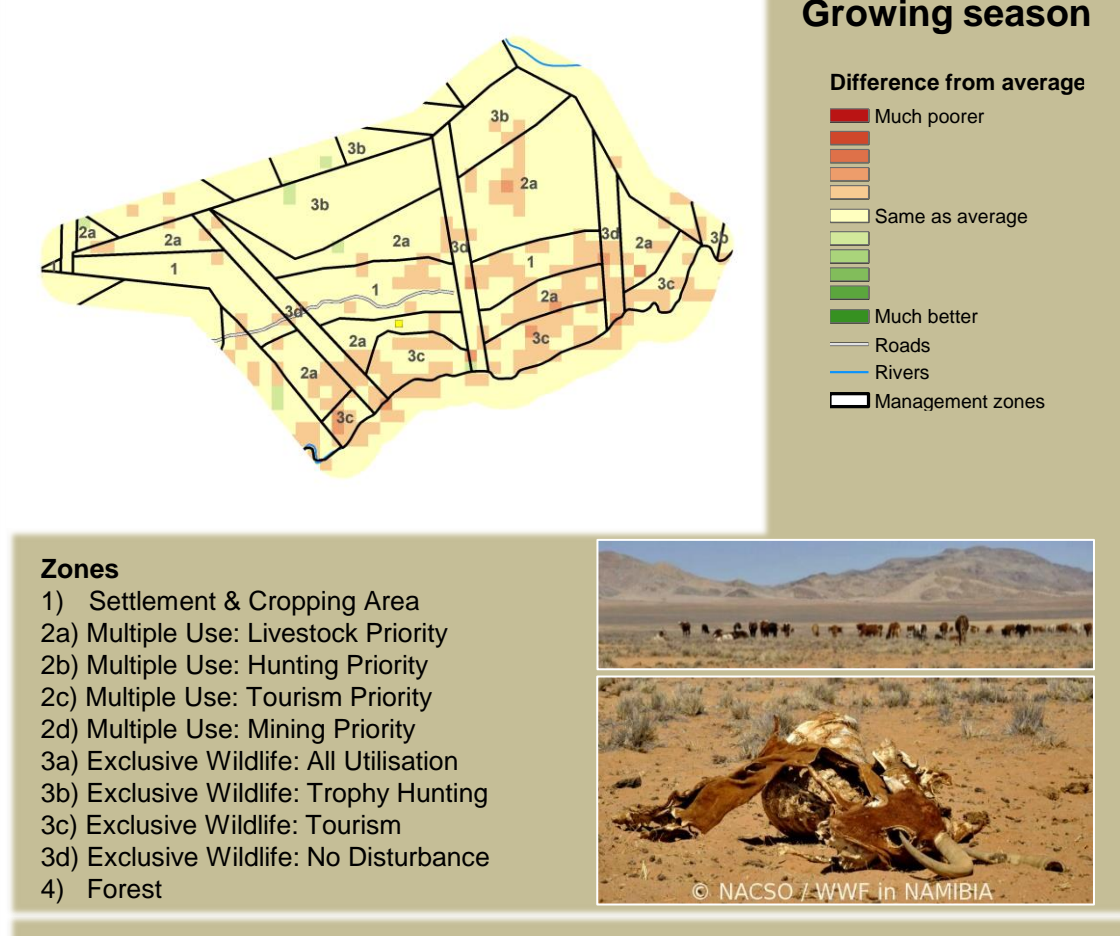 Growing season
Difference from average
Much poorer
Same as average
Much better
Roads
Rivers
Management zones
3b
3b
2a
3b
2a
2a
2a
3d
3d
2a
3b
1
1
3c
1
2a
3d
2a
3c
3c
2a
3c
Zones
1) Settlement & Cropping Area
2a) Multiple Use: Livestock Priority
2b) Multiple Use: Hunting Priority
2c) Multiple Use: Tourism Priority
2d) Multiple Use: Mining Priority
3a) Exclusive Wildlife: All Utilisation
3b) Exclusive Wildlife: Trophy Hunting
3c) Exclusive Wildlife: Tourism
3d) Exclusive Wildlife: No Disturbance
4) Forest
© NACSO / WWF in NAMIBIA